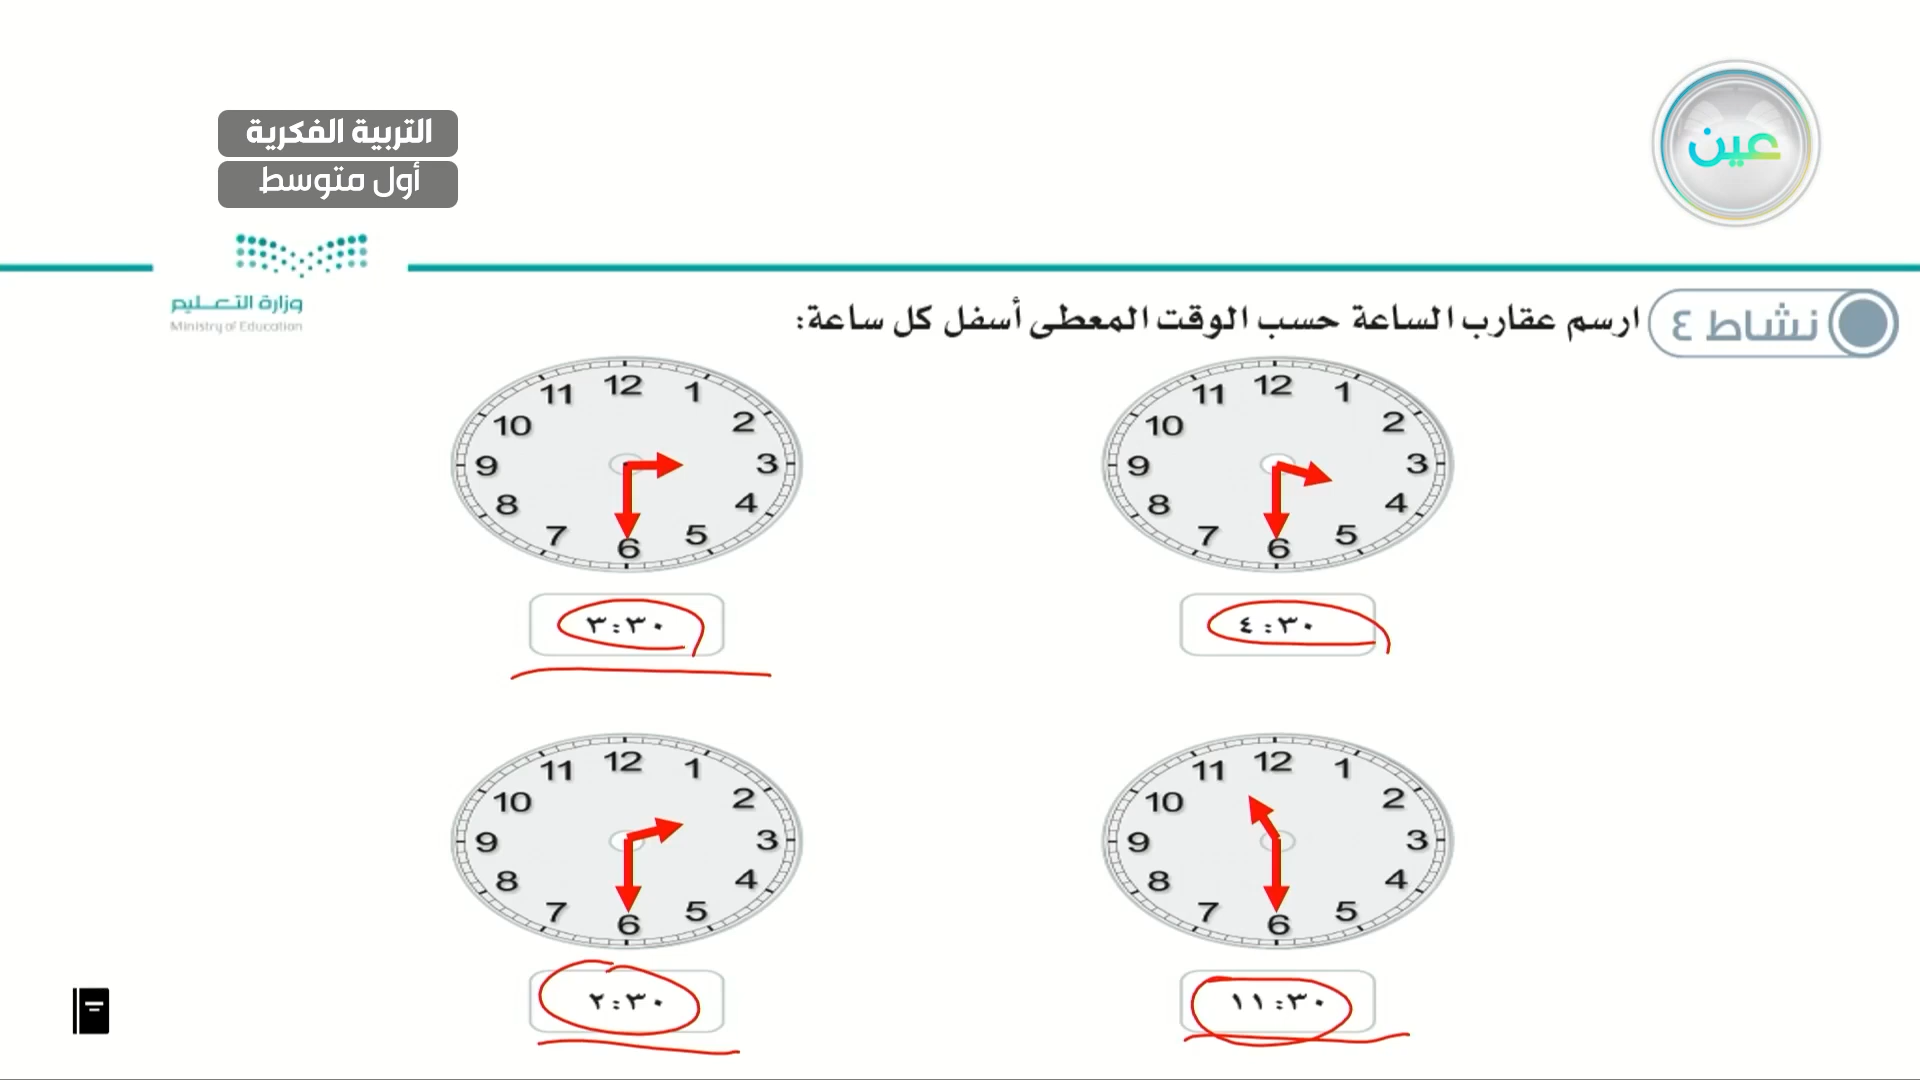 عين
التربية الفكرية
أول متوسط
وزارة التعليم
Ministry of Education
نشاط ٤
ارسم عقارب الساعة حسب الوقت المعطى أسفل كل ساعة:
12 1 2 3 4 5 6 7 8 9 10 11
٤:٣٠
12 1 2 3 4 5 6 7 8 9 10 11
٣:٣٠
12 1 2 3 4 5 6 7 8 9 10 11
١١:٣٠
12 1 2 3 4 5 6 7 8 9 10 11
٢:٣٠